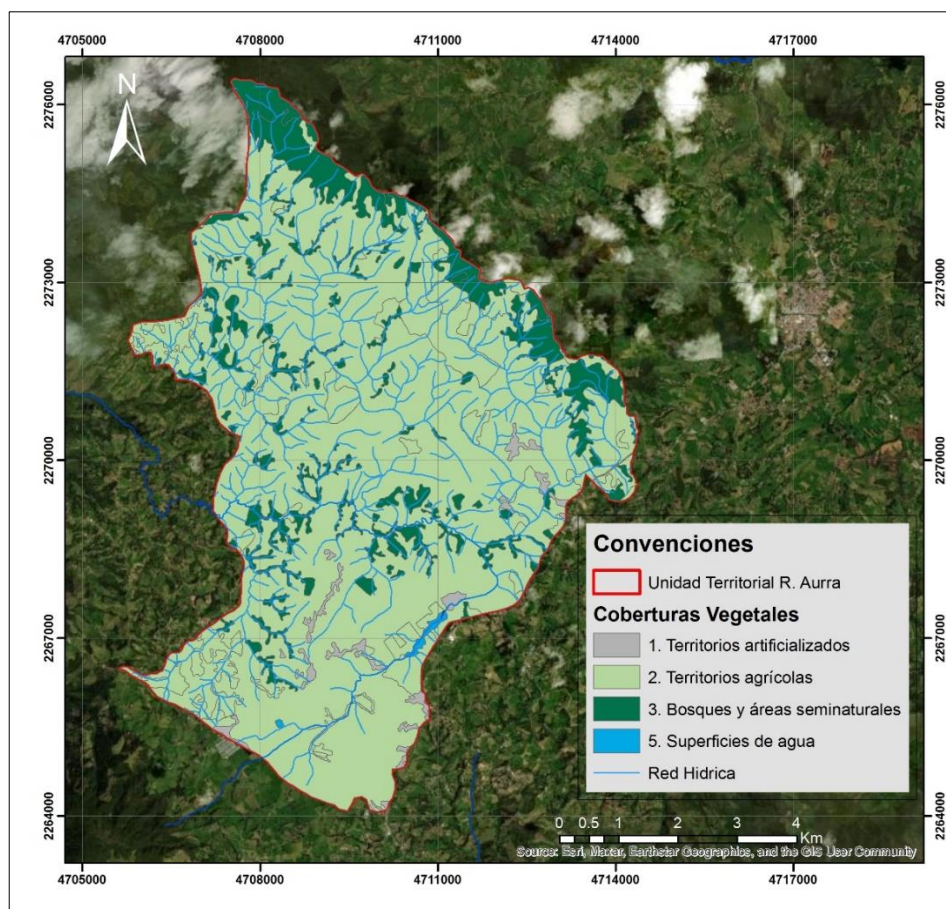 4705000 4708000 4711000 4714000 4717000
2276000
N
2273000
2270000
2267000
2264000
2276000
2273000
2270000
2267000
2264000
Convenciones
Unidad Territorial R. Aurra
Coberturas Vegetales
1. Territorios artificializados
2. Territorios agrícolas
3. Bosques y áreas seminaturales
5. Superficies de agua
Red Hidrica
0 0.5 1 2 3 4
Km
Source: Esri, Maxar, Earthstar Geographics, and the GIS User Community
4705000 4708000 4711000 4714000 4717000